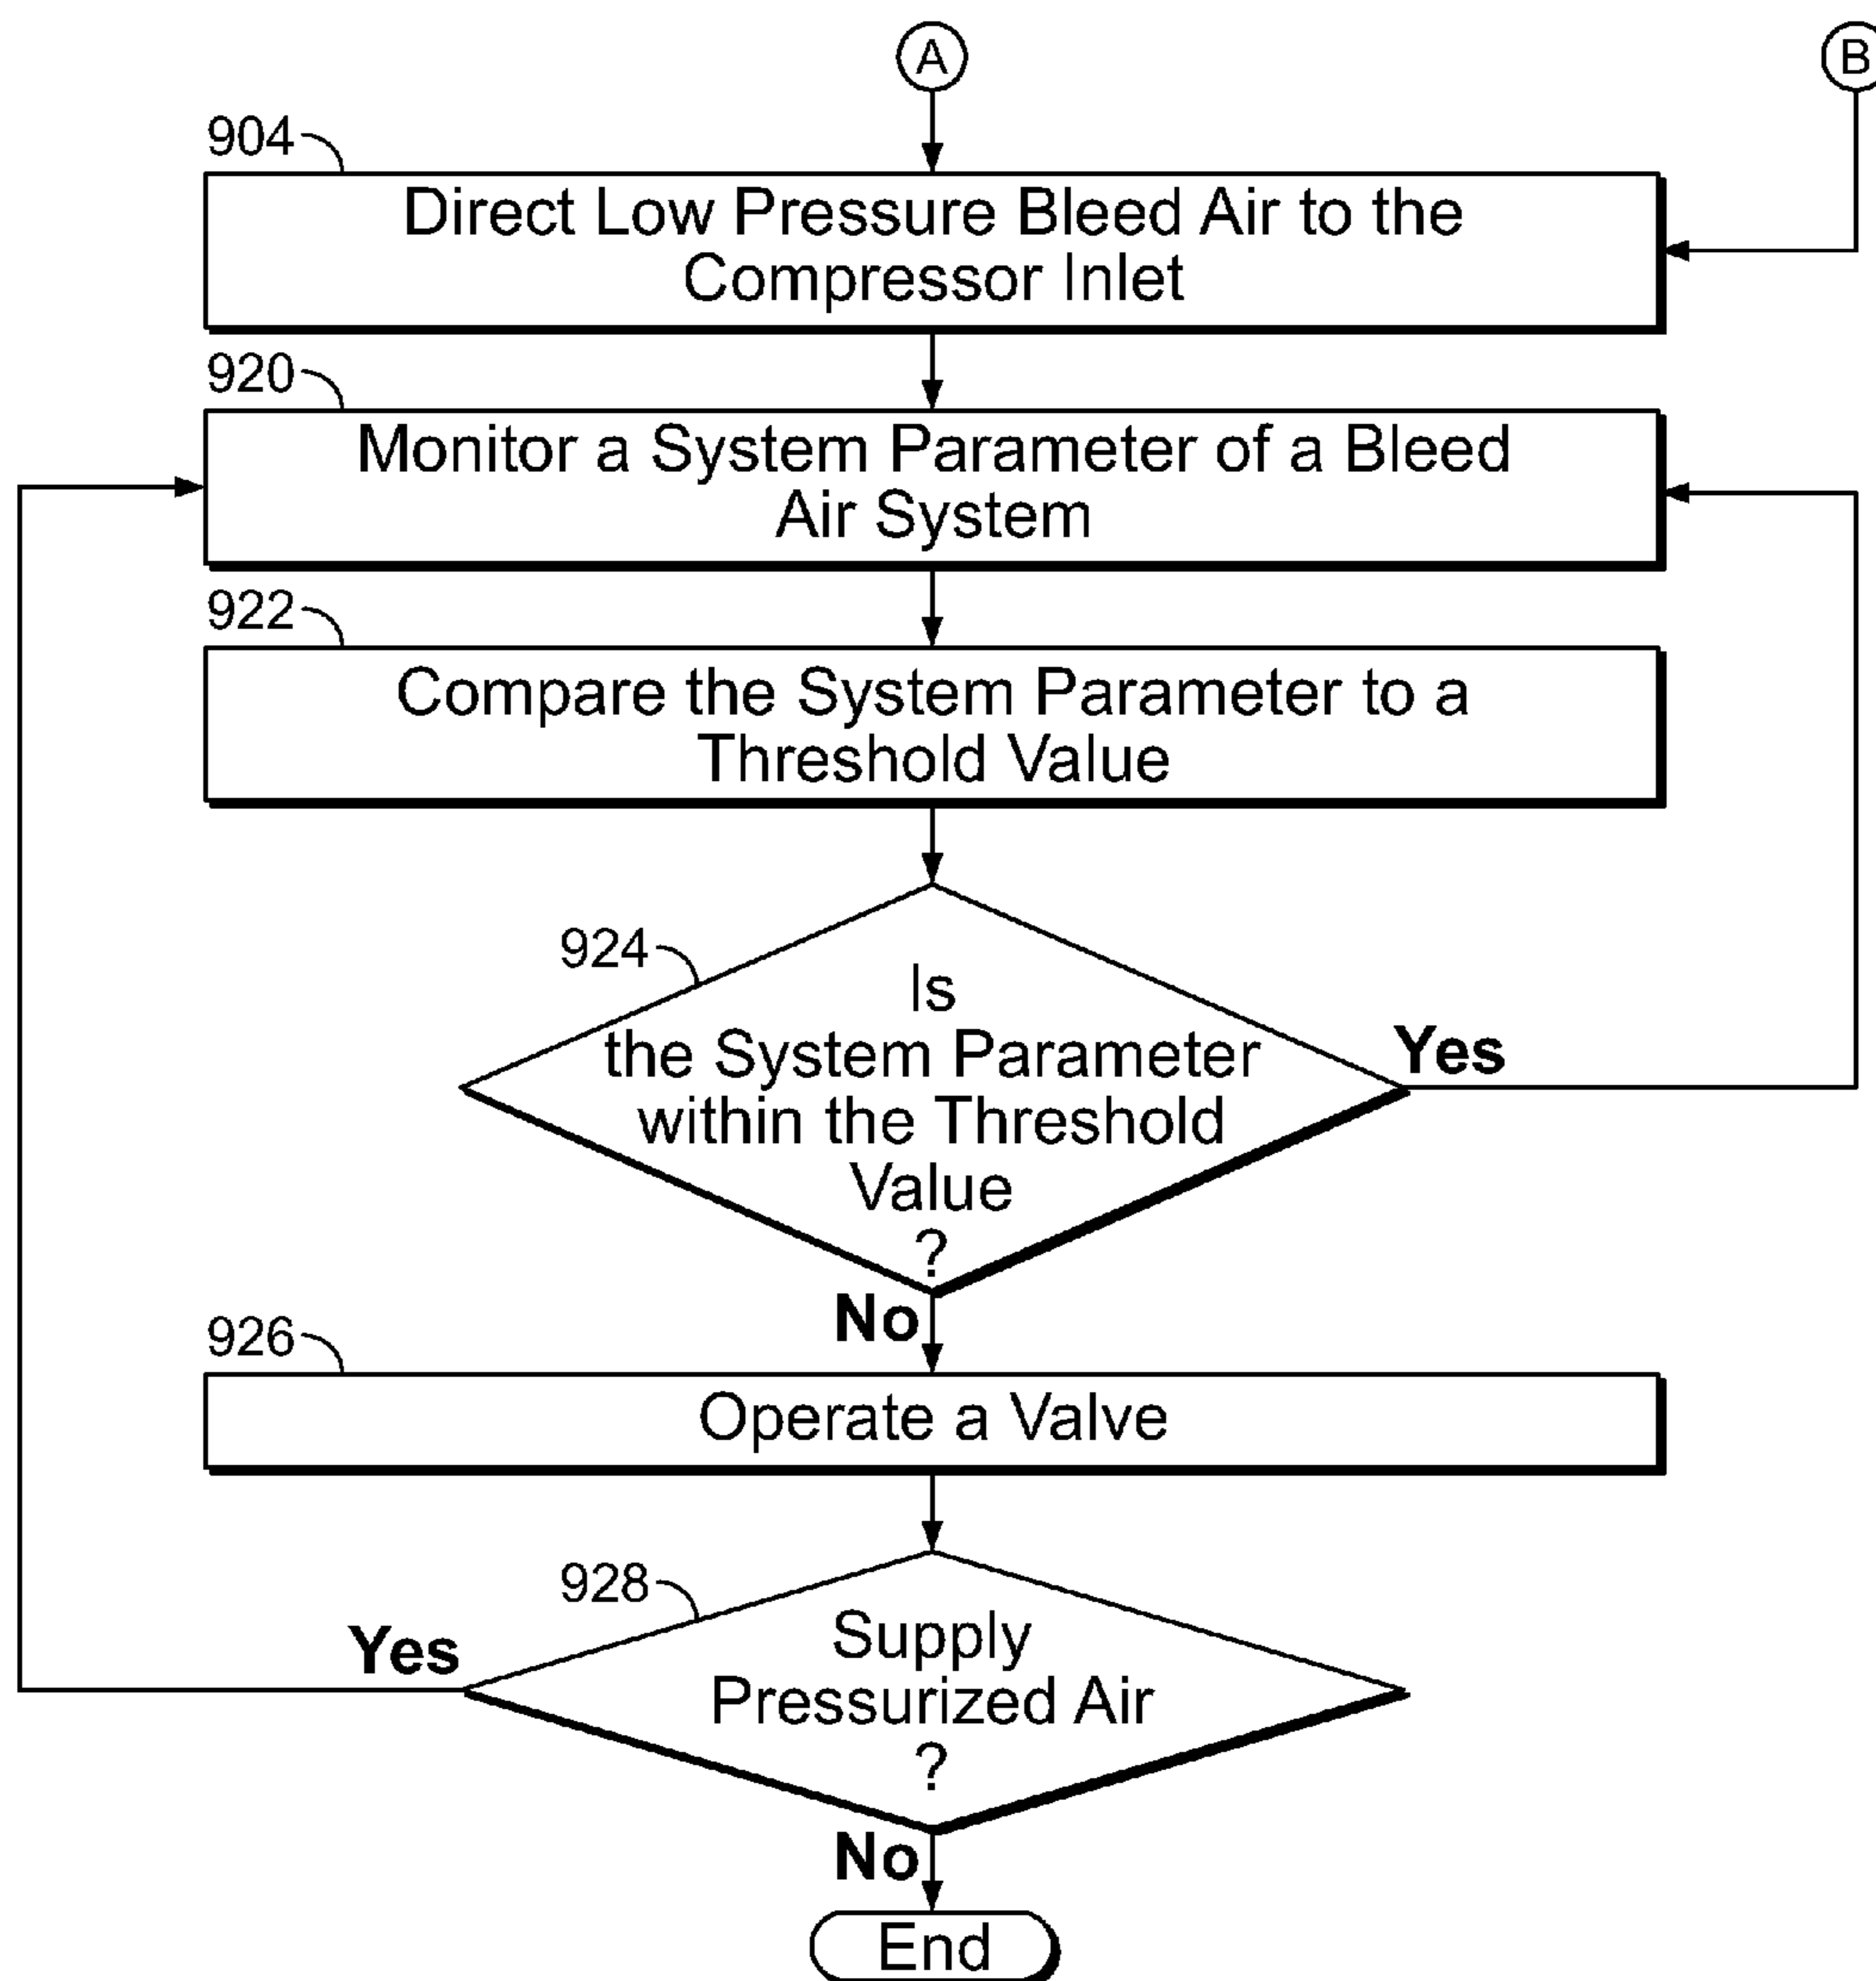 A
B
904
Direct Low Pressure Bleed Air to the
Compressor Inlet
920
Monitor a System Parameter of a Bleed
Air System
922
Compare the System Parameter to a
Threshold Value
924
Is
the System Parameter
within the Threshold
Value
?
Yes
No
926
Operate a Valve
928
Supply
Pressurized Air
?
Yes
No
End